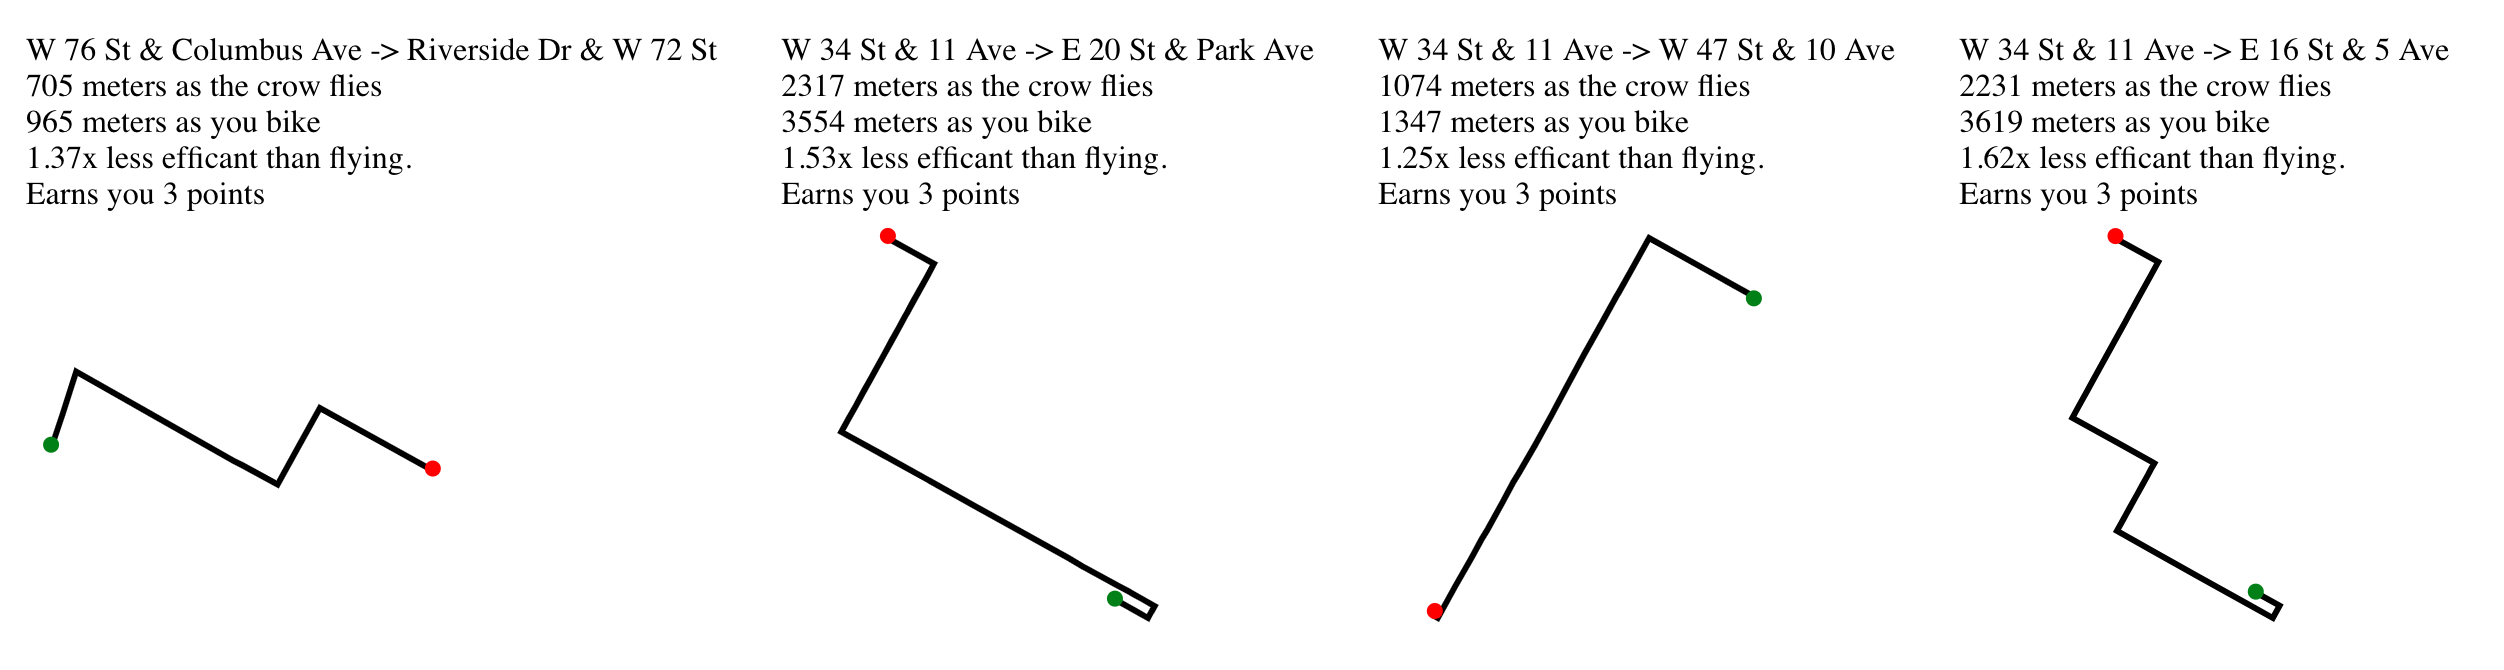 W 76 St & Columbus Ave -> Riverside Dr & W 72 St
705 meters as the crow flies
965 meters as you bike
1.37x less efficant than flying.
Earns you 3 points
W 34 St & 11 Ave -> E 20 St & Park Ave
2317 meters as the crow flies
3554 meters as you bike
1.53x less efficant than flying.
Earns you 3 points
W 34 St & 11 Ave -> W 47 St & 10 Ave
1074 meters as the crow flies
1347 meters as you bike
1.25x less efficant than flying.
Earns you 3 points
W 34 St & 11 Ave -> E 16 St & 5 Ave
2231 meters as the crow flies
3619 meters as you bike
1.62x less efficant than flying.
Earns you 3 points